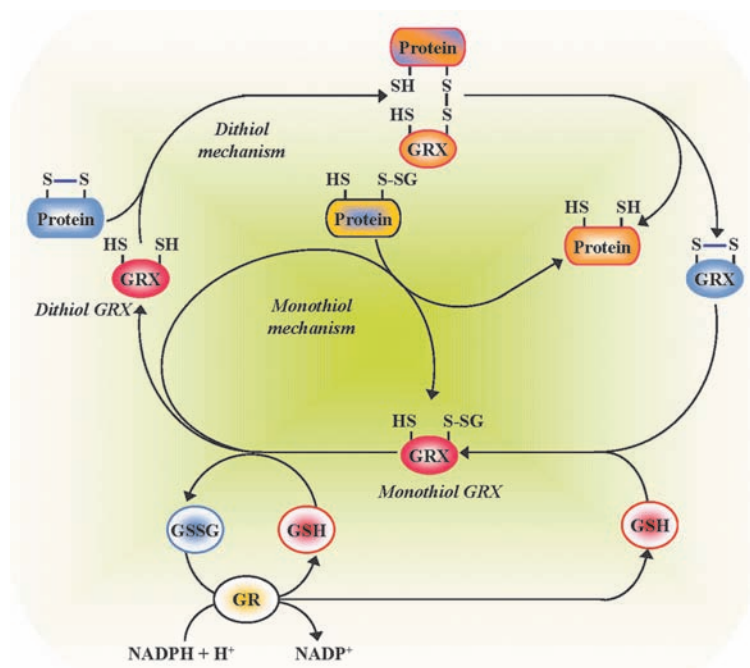 Protein
SH S
HS S
GRX
Dithiol
mechanism
S S
Protein
HS S-SG
Protein
HS SH
Protein
HS SH
GRX
Dithiol GRX
S S
GRX
Monothiol
mechanism
HS S-SG
GRX
Monothiol GRX
GSSG
GSH
GSH
GR
NADPH + H⁺
NADP⁺